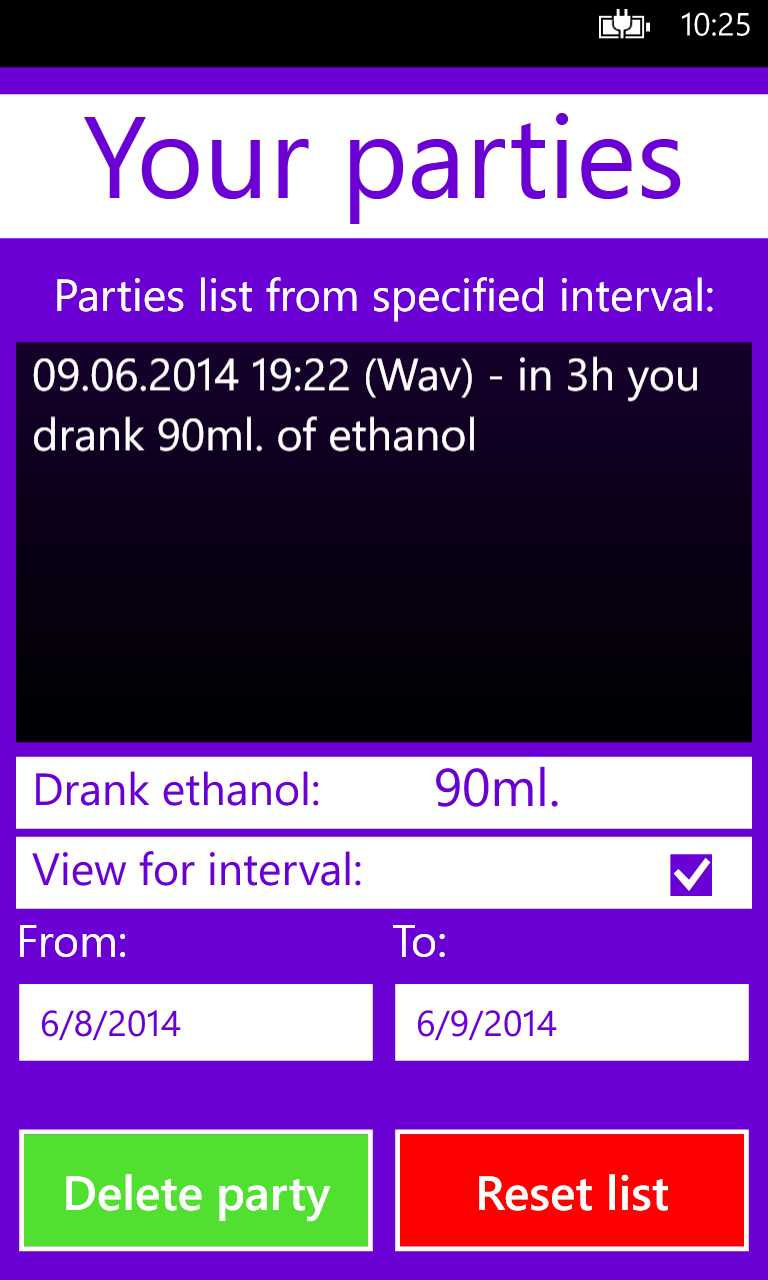 10:25
Your parties
Parties list from specified interval:
09.06.2014 19:22 (Wav) - in 3h you
drank 90ml. of ethanol
Drank ethanol: 90ml.
View for interval:
From: To:
6/8/2014 6/9/2014
Delete party Reset list